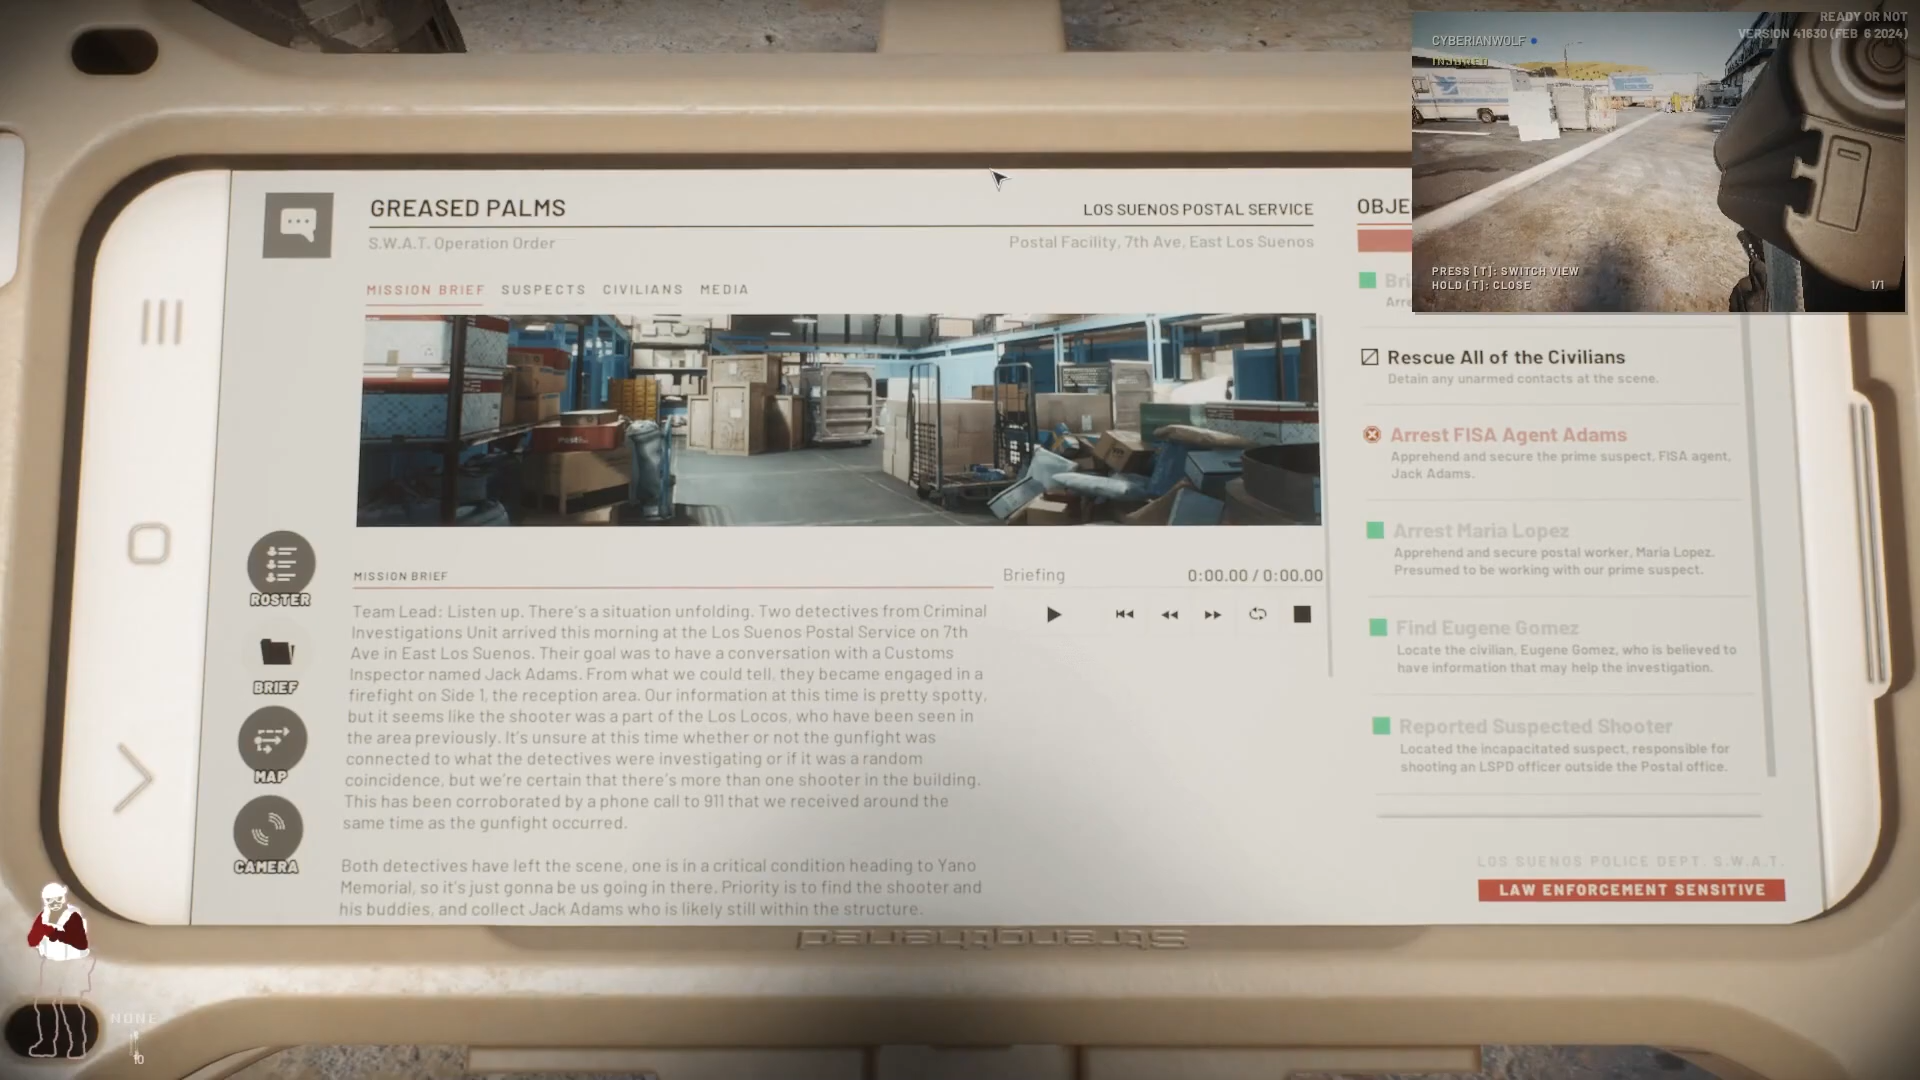 READY OR NOT
VERSION 41630 (FEB 6 2024)
CYBERIANWOLF
INJURED
PRESS [T]: SWITCH VIEW
HOLD [T]: CLOSE
1/1
GREASED PALMS
LOS SUENOS POSTAL SERVICE
S.W.A.T. Operation Order
Postal Facility, 7th Ave, East Los Suenos
MISSION BRIEF
SUSPECTS
CIVILIANS
MEDIA
MISSION BRIEF
Briefing
0:00.00 / 0:00.00
Team Lead: Listen up. There's a situation unfolding. Two detectives from Criminal
Investigations Unit arrived this morning at the Los Suenos Postal Service on 7th
Ave in East Los Suenos. Their goal was to have a conversation with a Customs
Inspector named Jack Adams. From what we could tell, they became engaged in a
firefight on Side 1, the reception area. Our information at this time is pretty spotty,
but it seems like the shooter was a part of the Los Locos, who have been seen in
the area previously. It's unsure at this time whether or not the gunfight was
connected to what the detectives were investigating or if it was a random
coincidence, but we're certain that there's more than one shooter in the building.
This has been corroborated by a phone call to 911 that we received around the
same time as the gunfight occurred.
Both detectives have left the scene, one is in a critical condition heading to Yano
Memorial, so it's just gonna be us going in there. Priority is to find the shooter and
his buddies, and collect Jack Adams who is likely still within the structure.
ROSTER
BRIEF
MAP
CAMERA
OBJE
Bri
Arre
Rescue All of the Civilians
Detain any unarmed contacts at the scene.
Arrest FISA Agent Adams
Apprehend and secure the prime suspect, FISA agent,
Jack Adams.
Arrest Maria Lopez
Apprehend and secure postal worker, Maria Lopez.
Presumed to be working with our prime suspect.
Find Eugene Gomez
Locate the civilian, Eugene Gomez, who is believed to
have information that may help the investigation.
Reported Suspected Shooter
Located the incapacitated suspect, responsible for
shooting an LSPD officer outside the Postal office.
LOS SUENOS POLICE DEPT. S.W.A.T.
LAW ENFORCEMENT SENSITIVE
Stranqthened
NONE
10